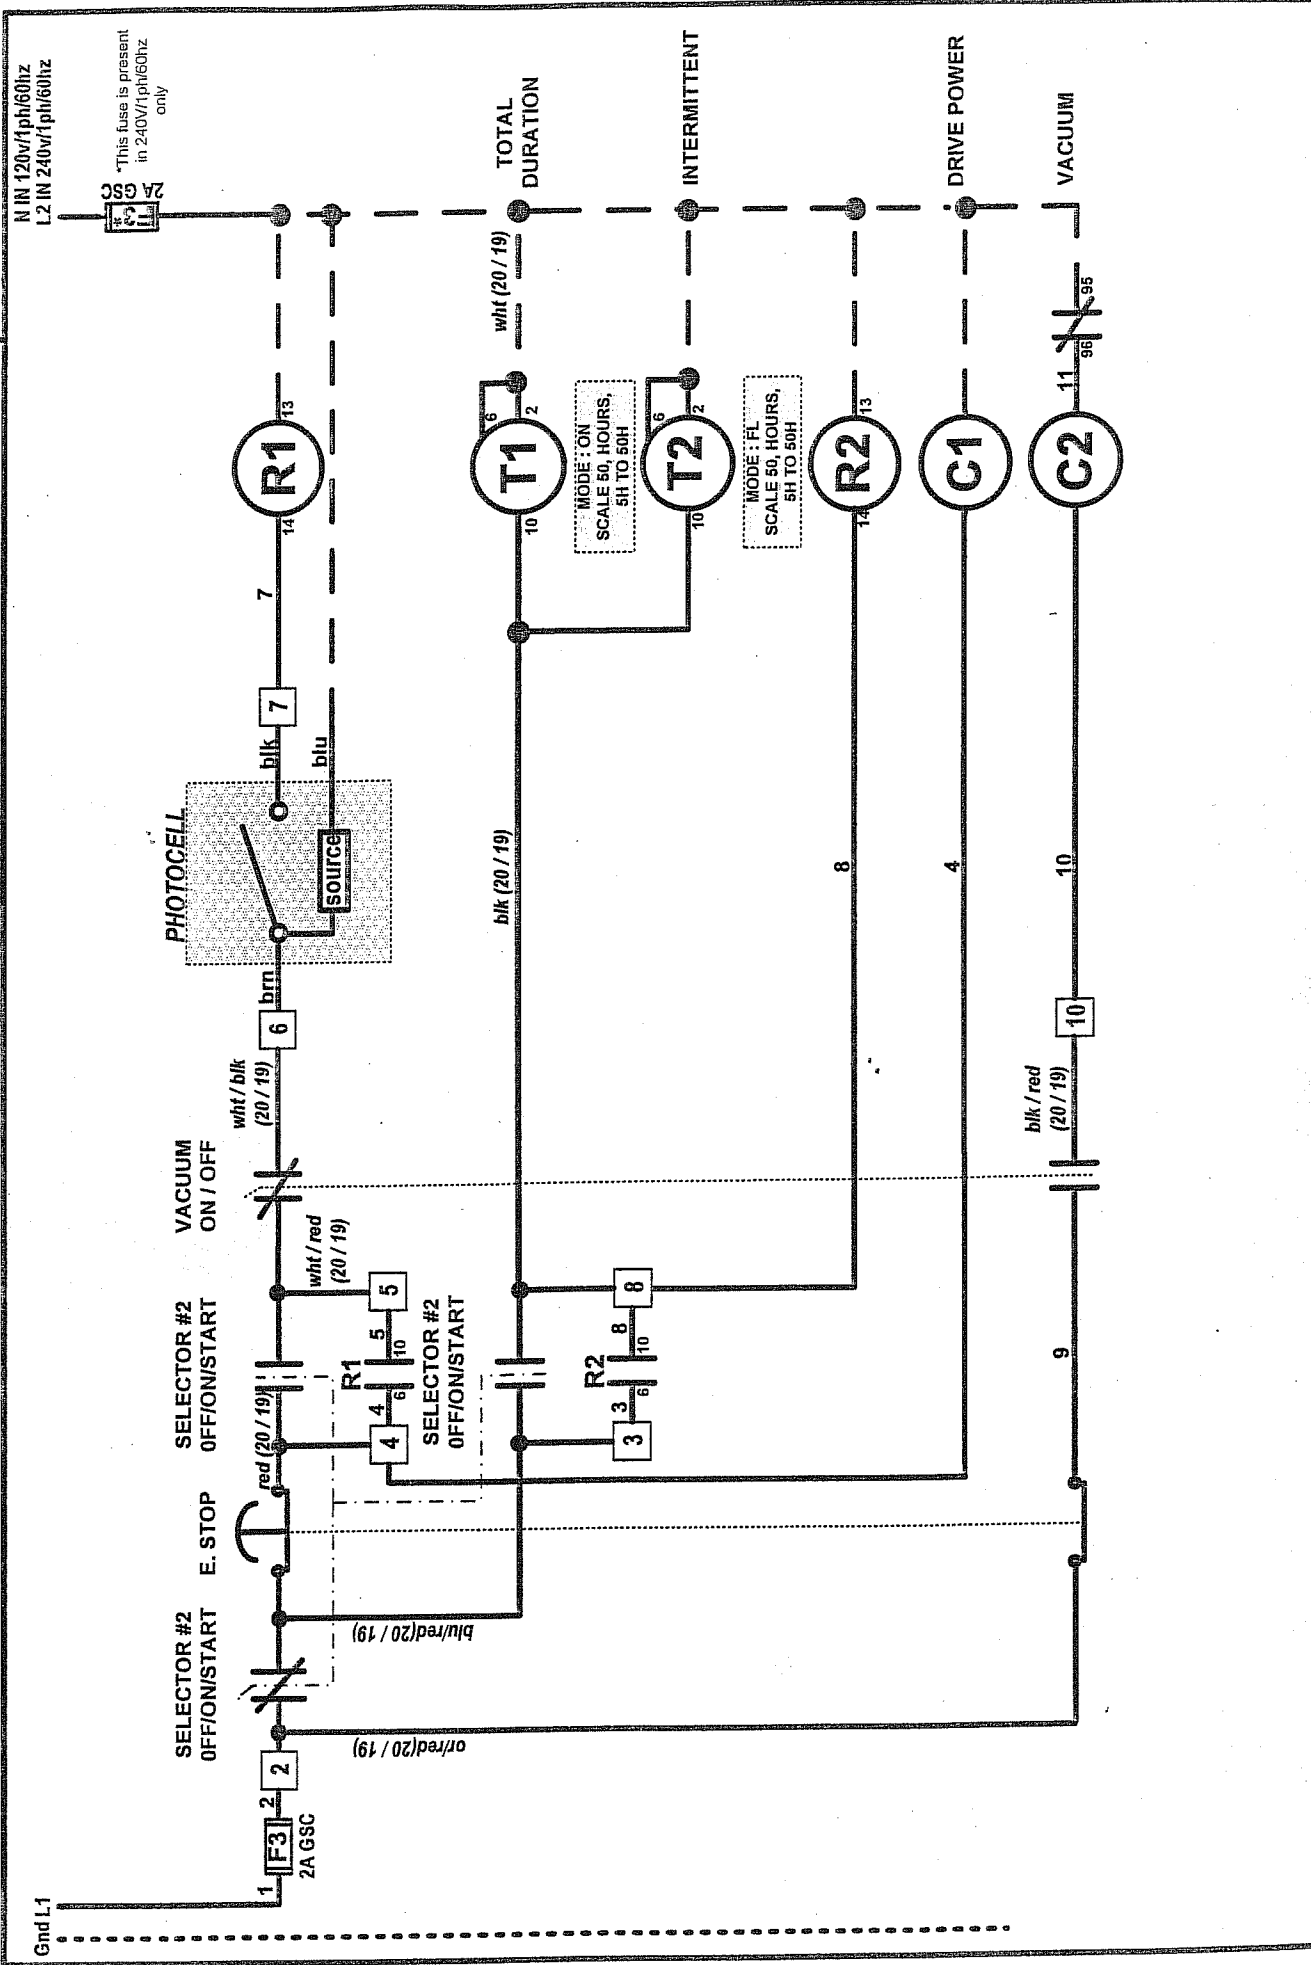 Gnd L1
N IN 120v/1ph/60hz
L2 IN 240v/1ph/60hz
2A GSC
*This fuse is present
in 240V/1ph/60hz
only
1
F3
2A GSC
2
2
SELECTOR #2
OFF/ON/START
E. STOP
red (20 / 19)
SELECTOR #2
OFF/ON/START
VACUUM
ON / OFF
wht / blk
(20 / 19)
6
brn
PHOTOCELL
source
blk
blu
7
7
14
R1
13
wht / red
(20 / 19)
4
4
6
R1
10
5
5
SELECTOR #2
OFF/ON/START
blu/red(20 / 19)
or/red(20 / 19)
blk (20 / 19)
10
T1
6
2
wht (20 / 19)
TOTAL
DURATION
MODE : ON
SCALE 50, HOURS,
5H TO 50H
3
3
6
R2
10
8
8
10
T2
6
2
INTERMITTENT
MODE : FL
SCALE 50, HOURS,
5H TO 50H
8
14
R2
13
4
C1
DRIVE POWER
9
blk / red
(20 / 19)
10
10
C2
11
96
95
VACUUM